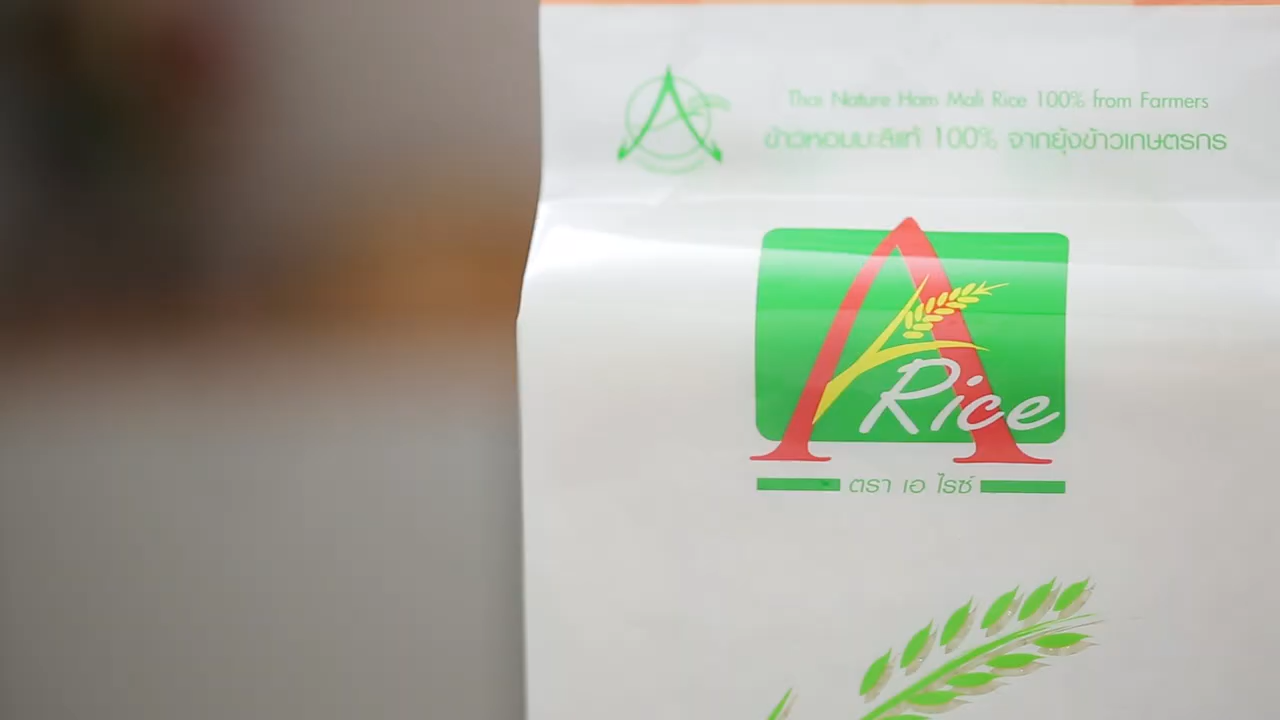 Thai Nature Hom Mali Rice 100% from Farmers
ข้าวหอมมะลิแท้ 100% จากยุ้งข้าวเกษตรกร
A Rice
ตรา เอ ไรซ์